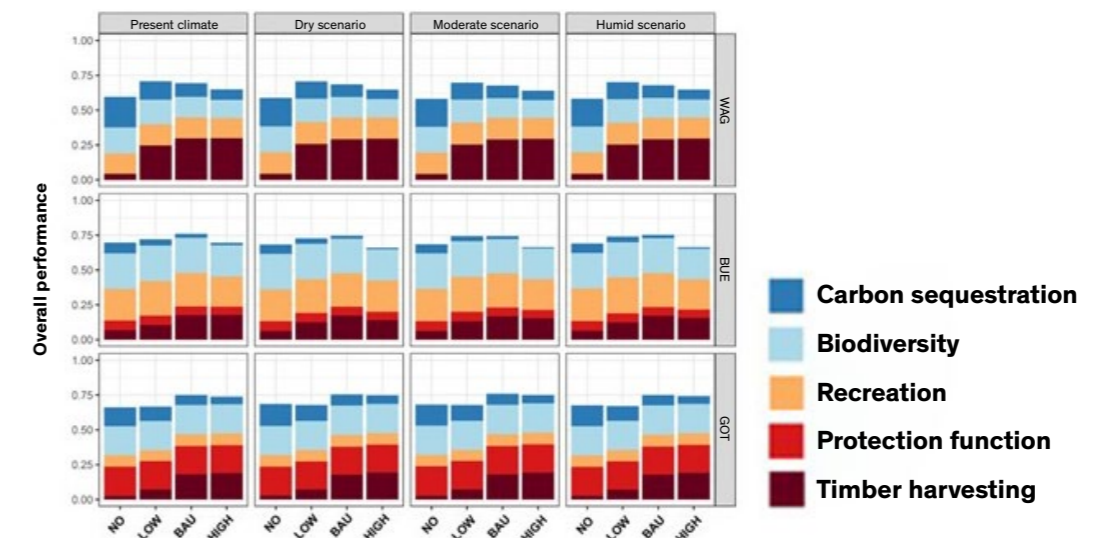 Present climate
Dry scenario
Moderate scenario
Humid scenario
Overall performance
1.00
0.75
0.50
0.25
0.00
WAG
1.00
0.75
0.50
0.25
0.00
BUE
1.00
0.75
0.50
0.25
0.00
GOT
NO LOW BAU HIGH
NO LOW BAU HIGH
NO LOW BAU HIGH
NO LOW BAU HIGH
Carbon sequestration
Biodiversity
Recreation
Protection function
Timber harvesting